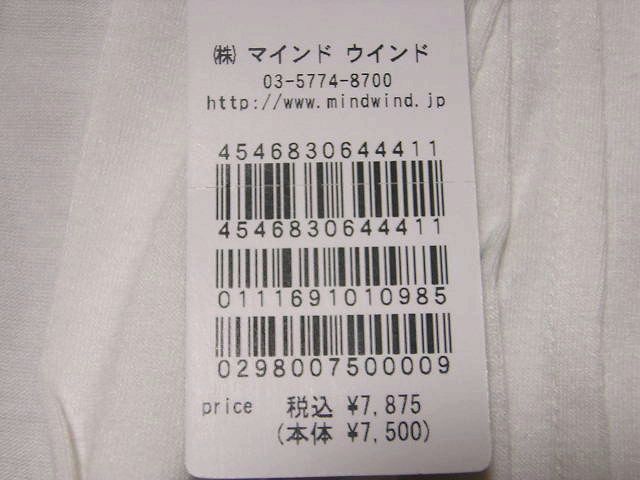 ㈱ マインド ウインド
03-5774-8700
http://www.mindwind.jp
4546830644411
4546830644411
0111691010985
0298007500009
price 税込 ¥7,875
(本体 ¥7,500)